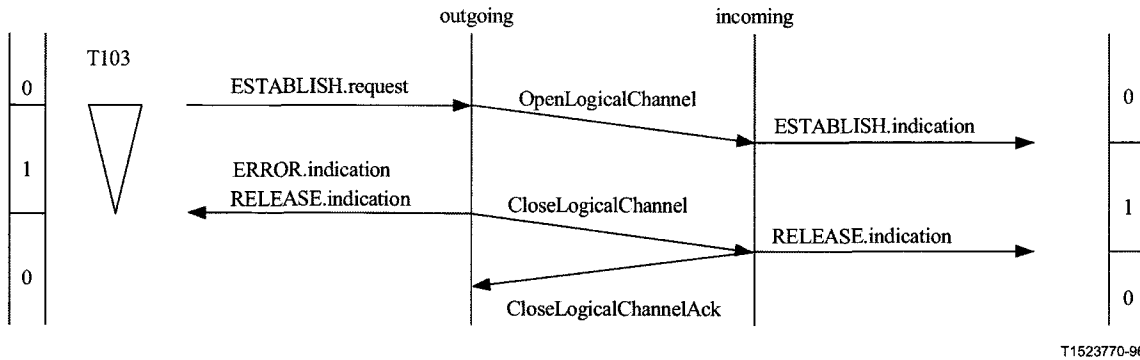 outgoing
incoming
T103
0
ESTABLISH.request
OpenLogicalChannel
0
ESTABLISH.indication
1
ERROR.indication
RELEASE.indication
CloseLogicalChannel
1
RELEASE.indication
0
CloseLogicalChannelAck
0
T1523770-96